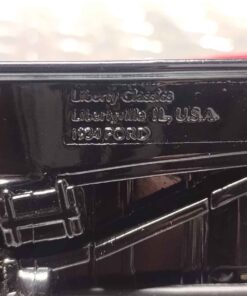 Liberty Classics
Libertyville IL, U.S.A.
1934 FORD